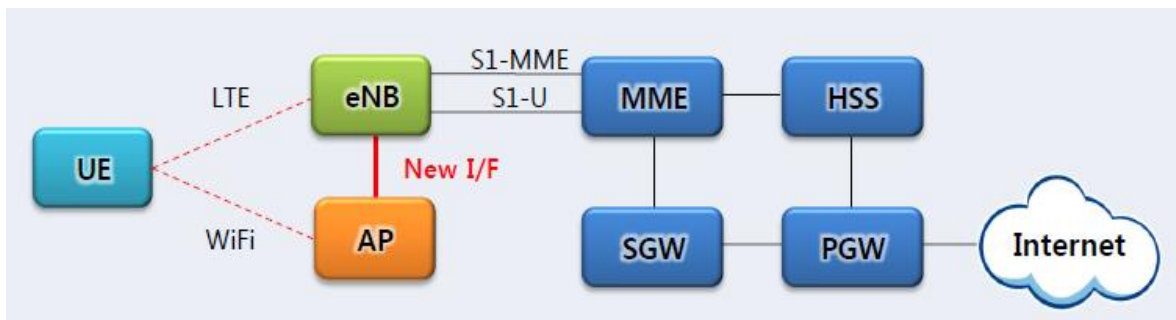 S1-MME
LTE
eNB
S1-U
MME
HSS
UE
New I/F
WiFi
AP
SGW
PGW
Internet